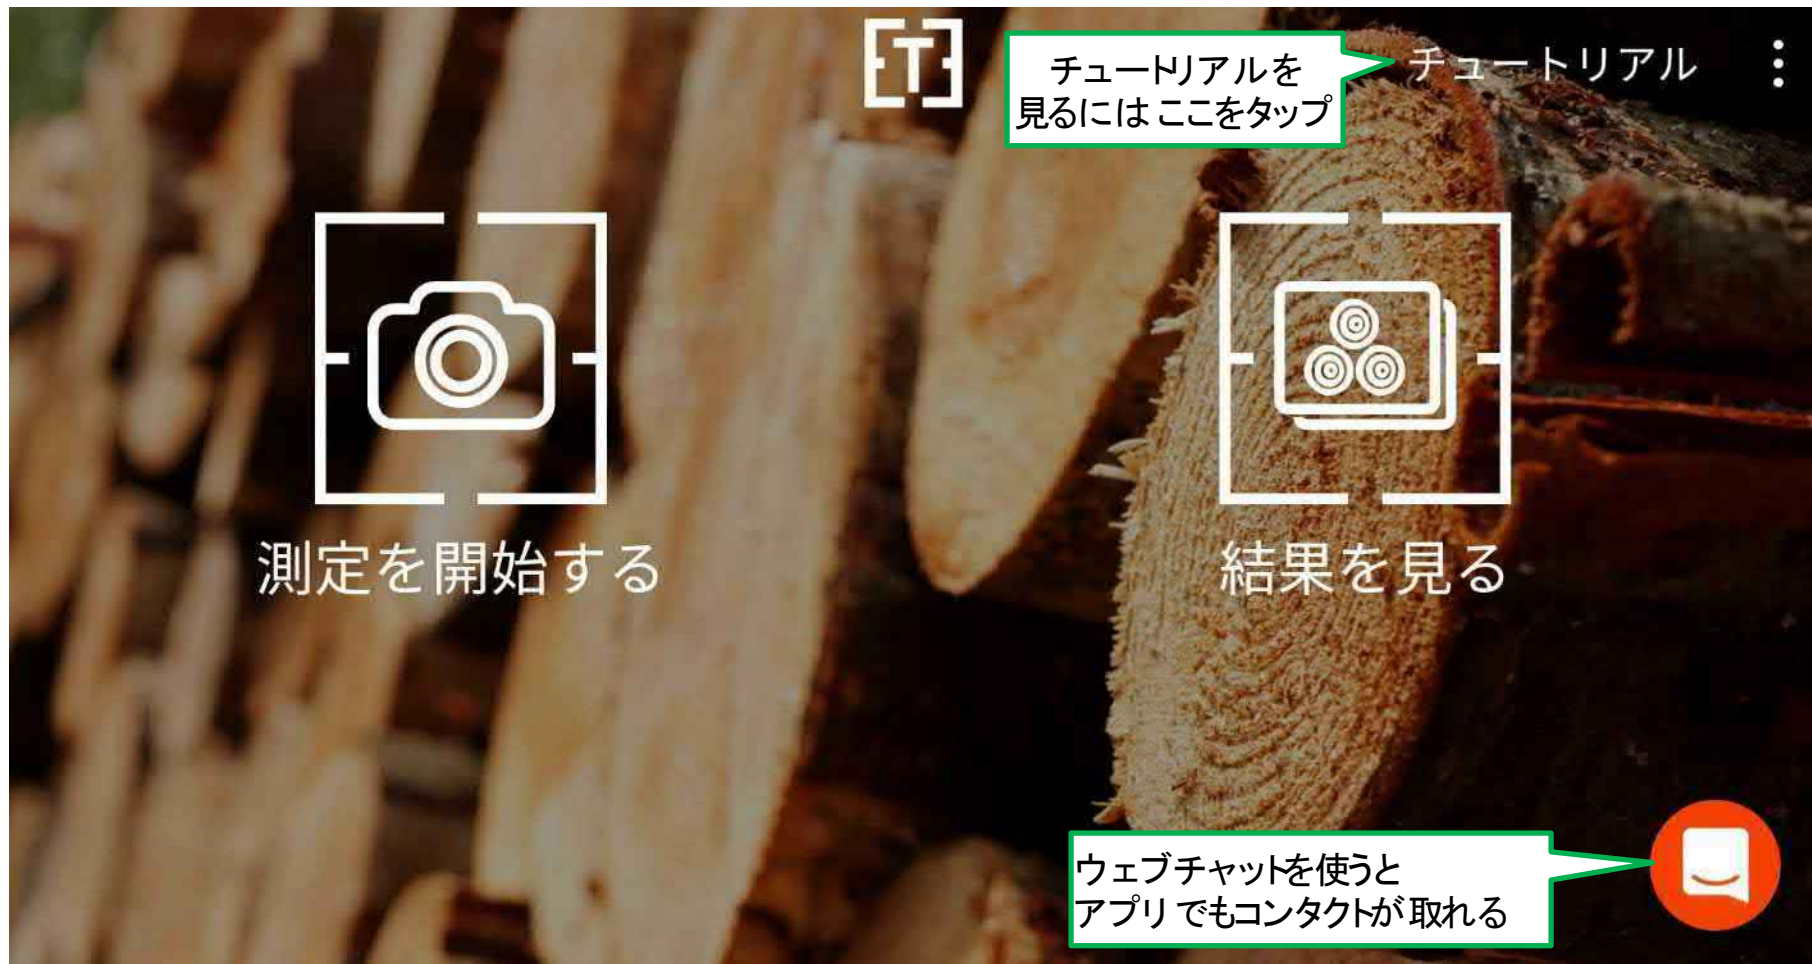 T
チュートリアルを
見るには ここをタップ
チュートリアル
測定を開始する
結果を見る
ウェブチャットを使うと
アプリ でもコンタクトが 取れる